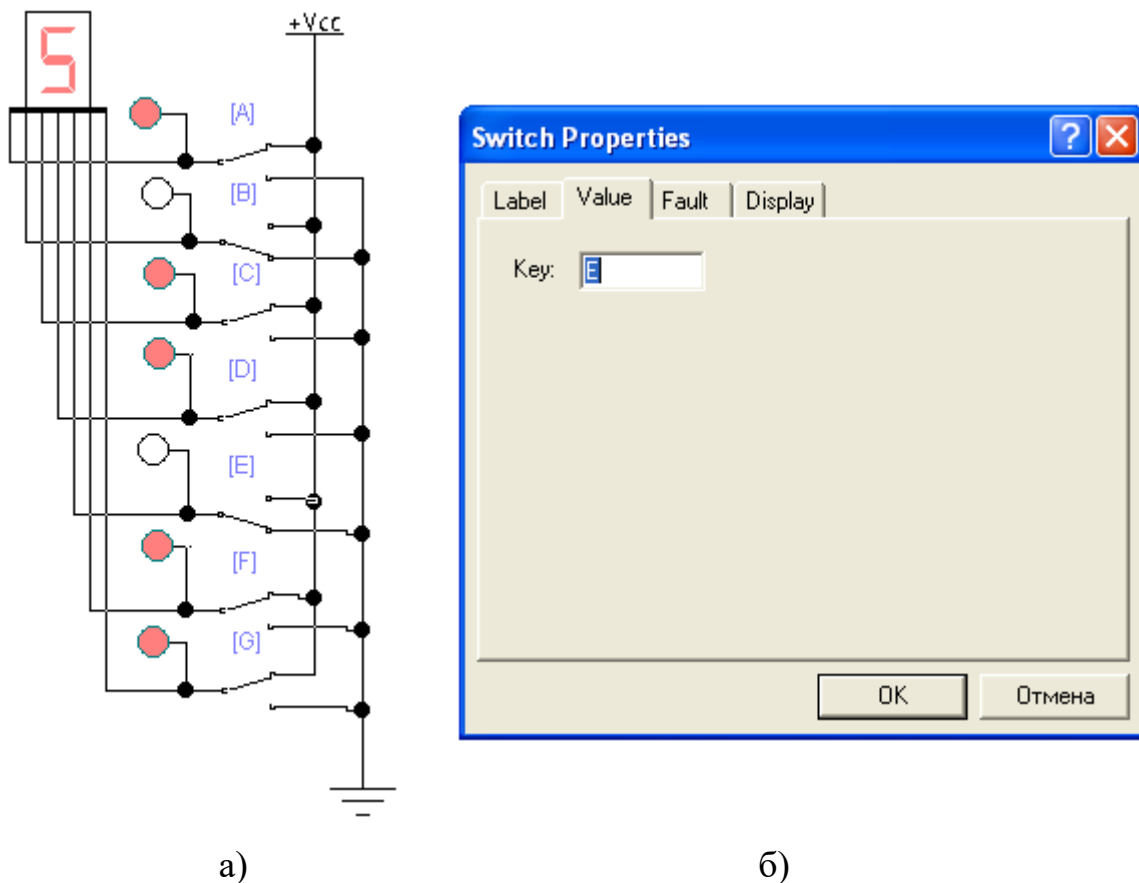 5
+Vcc
[A]
[B]
[C]
[D]
[E]
[F]
[G]
Switch Properties
Label Value Fault Display
Key: E
OK Отмена
а) б)